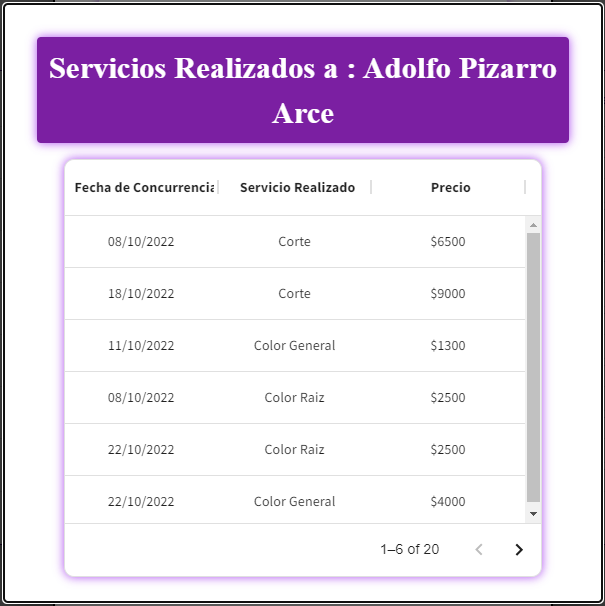 Servicios Realizados a : Adolfo Pizarro
Arce
Fecha de Concurrencia Servicio Realizado Precio
08/10/2022 Corte $6500
18/10/2022 Corte $9000
11/10/2022 Color General $1300
08/10/2022 Color Raiz $2500
22/10/2022 Color Raiz $2500
22/10/2022 Color General $4000
1–6 of 20